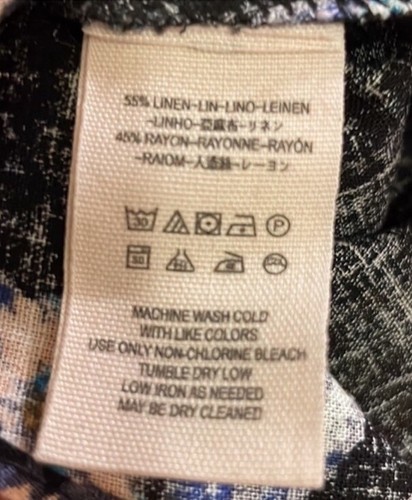 55% LINEN-LIN-LINO-LEINEN
-LINHO-亞麻布-リネン
45% RAYON-RAYONNE-RAYÓN
-RAIOM-人造絲-レーヨン
30 P
30
MACHINE WASH COLD
WITH LIKE COLORS
USE ONLY NON-CHLORINE BLEACH
TUMBLE DRY LOW
LOW IRON AS NEEDED
MAY BE DRY CLEANED